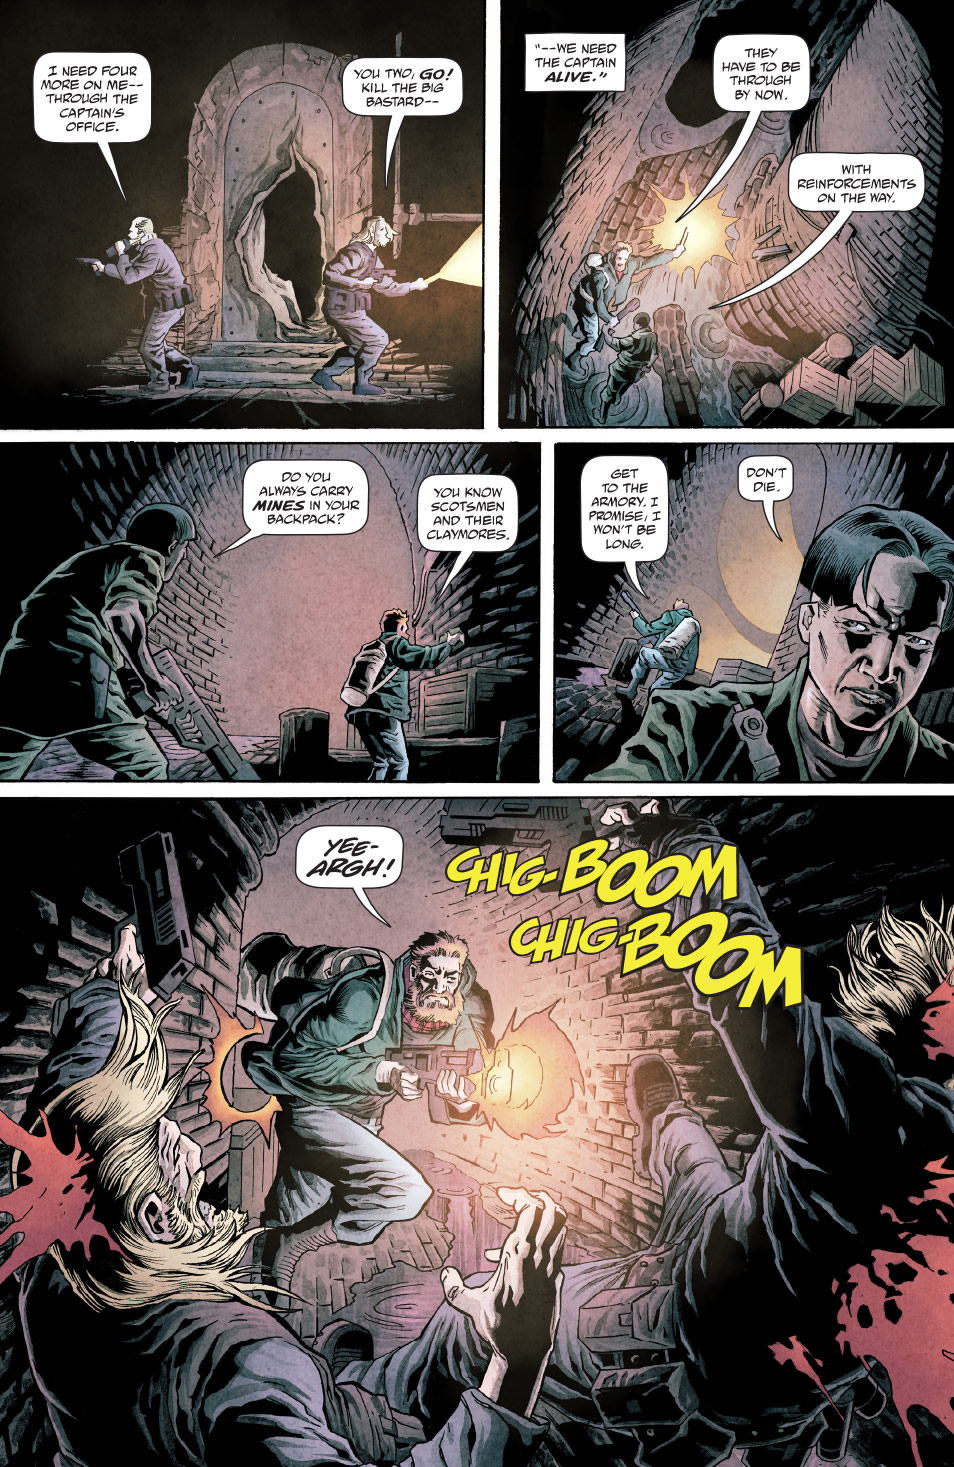 I NEED FOUR
MORE ON ME--
THROUGH THE
CAPTAIN'S
OFFICE.
YOU TWO, GO!
KILL THE BIG
BASTARD--
"--WE NEED
THE CAPTAIN
ALIVE."
THEY
HAVE TO BE
THROUGH
BY NOW.
WITH
REINFORCEMENTS
ON THE WAY.
DO YOU
ALWAYS CARRY
MINES IN YOUR
BACKPACK?
YOU KNOW
SCOTSMEN
AND THEIR
CLAYMORES.
GET
TO THE
ARMORY. I
PROMISE, I
WON'T BE
LONG.
DON'T
DIE.
YEE-
ARGH!
CHIG-BOOM
CHIG-BOOM